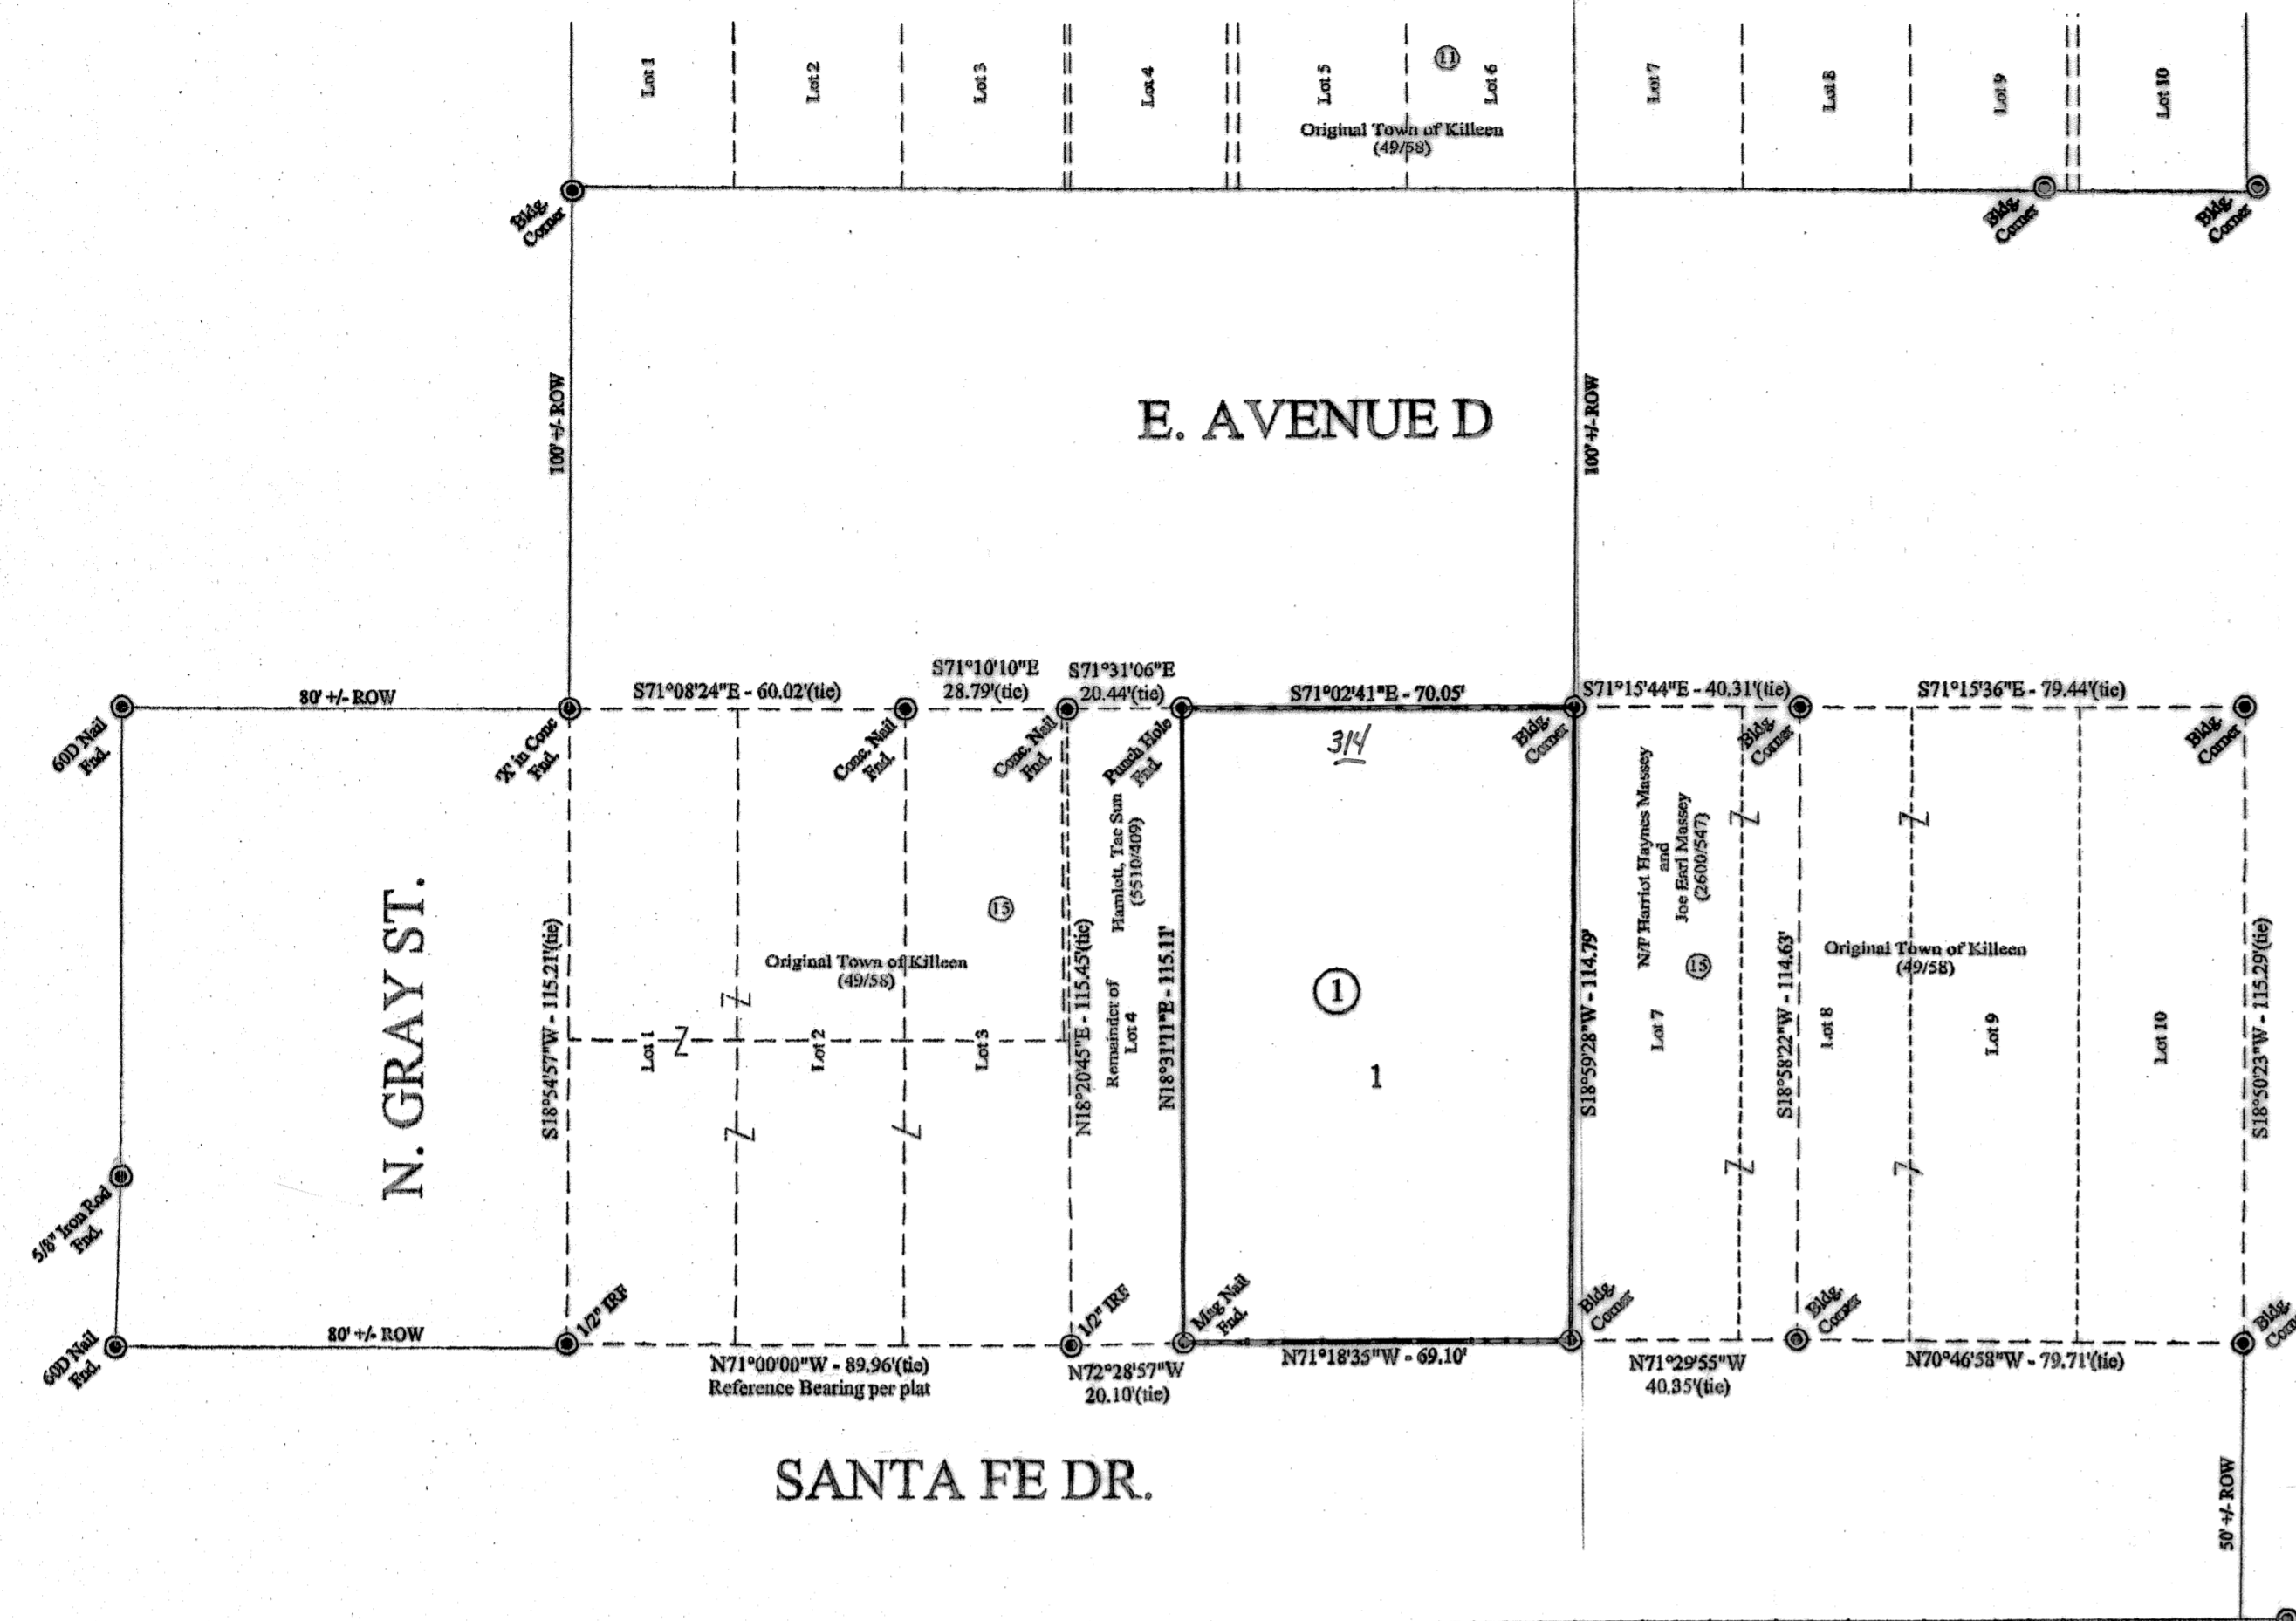 Lot 1
Lot 2
Lot 3
Lot 4
Lot 5
11
Lot 6
Lot 7
Lot 8
Lot 9
Lot 10
Original Town of Killeen
(49/58)
Bldg.
Corner
Bldg.
Corner
Bldg.
Corner
100' +/- ROW
E. AVENUE D
100' +/- ROW
80' +/- ROW
S71°08'24"E - 60.02'(tie)
S71°10'10"E
28.79'(tie)
S71°31'06"E
20.44'(tie)
S71°02'41"E - 70.05'
S71°15'44"E - 40.31'(tie)
S71°15'36"E - 79.44'(tie)
60D Nail
Fnd.
'X' in Conc
Fnd.
Conc. Nail
Fnd.
Conc. Nail
Fnd.
Punch Hole
Fnd.
314
Bldg.
Corner
Bldg.
Corner
Bldg.
Corner
N. GRAY ST.
S18°54'57"W - 115.21'(tie)
15
Original Town of Killeen
(49/58)
Lot 1
Lot 2
Lot 3
N18°20'45"E - 115.45'(tie)
Remainder of
Lot 4
Hamlett, Tac Sun
(5510/409)
N18°31'11"E - 115.11'
1
1
S18°59'28"W - 114.79'
N/F Harriot Haynes Massey
and
Joe Earl Massey
(2600/547)
15
Lot 7
S18°58'22"W - 114.63'
Original Town of Killeen
(49/58)
Lot 8
Lot 9
Lot 10
S18°50'23"W - 115.29'(tie)
5/8" Iron Rod
Fnd.
60D Nail
Fnd.
80' +/- ROW
1/2" IRF
N71°00'00"W - 89.96'(tie)
Reference Bearing per plat
1/2" IRF
N72°28'57"W
20.10'(tie)
Mag Nail
Fnd.
N71°18'35"W - 69.10'
Bldg.
Corner
N71°29'55"W
40.35'(tie)
Bldg.
Corner
N70°46'58"W - 79.71'(tie)
Bldg.
SANTA FE DR.
50' +/- ROW